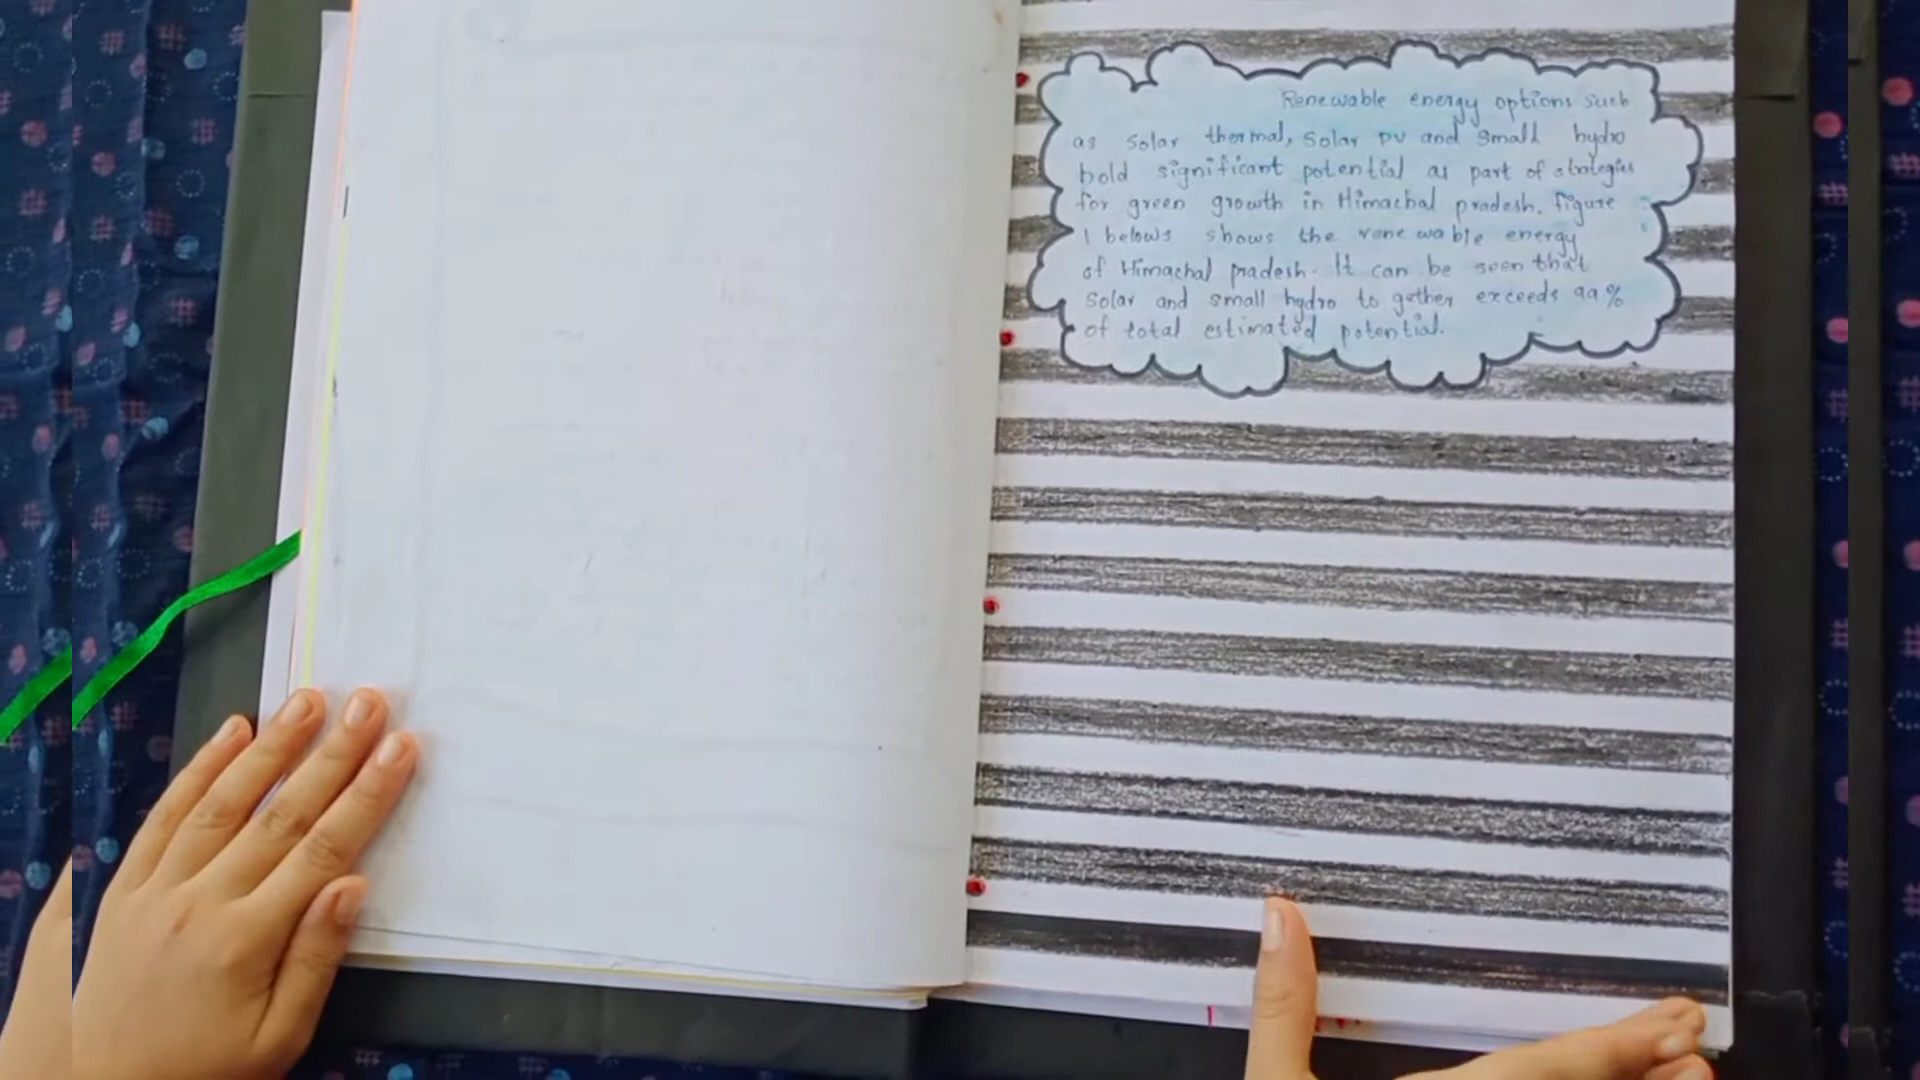 Renewable energy options such
as solar thermal, solar pv and small hydro
hold significant potential as part of strategies
for green growth in Himachal pradesh. figure
1 belows shows the renewable energy
of Himachal pradesh. It can be seen that
solar and small hydro to gether exceeds 99%
of total estimated potential.